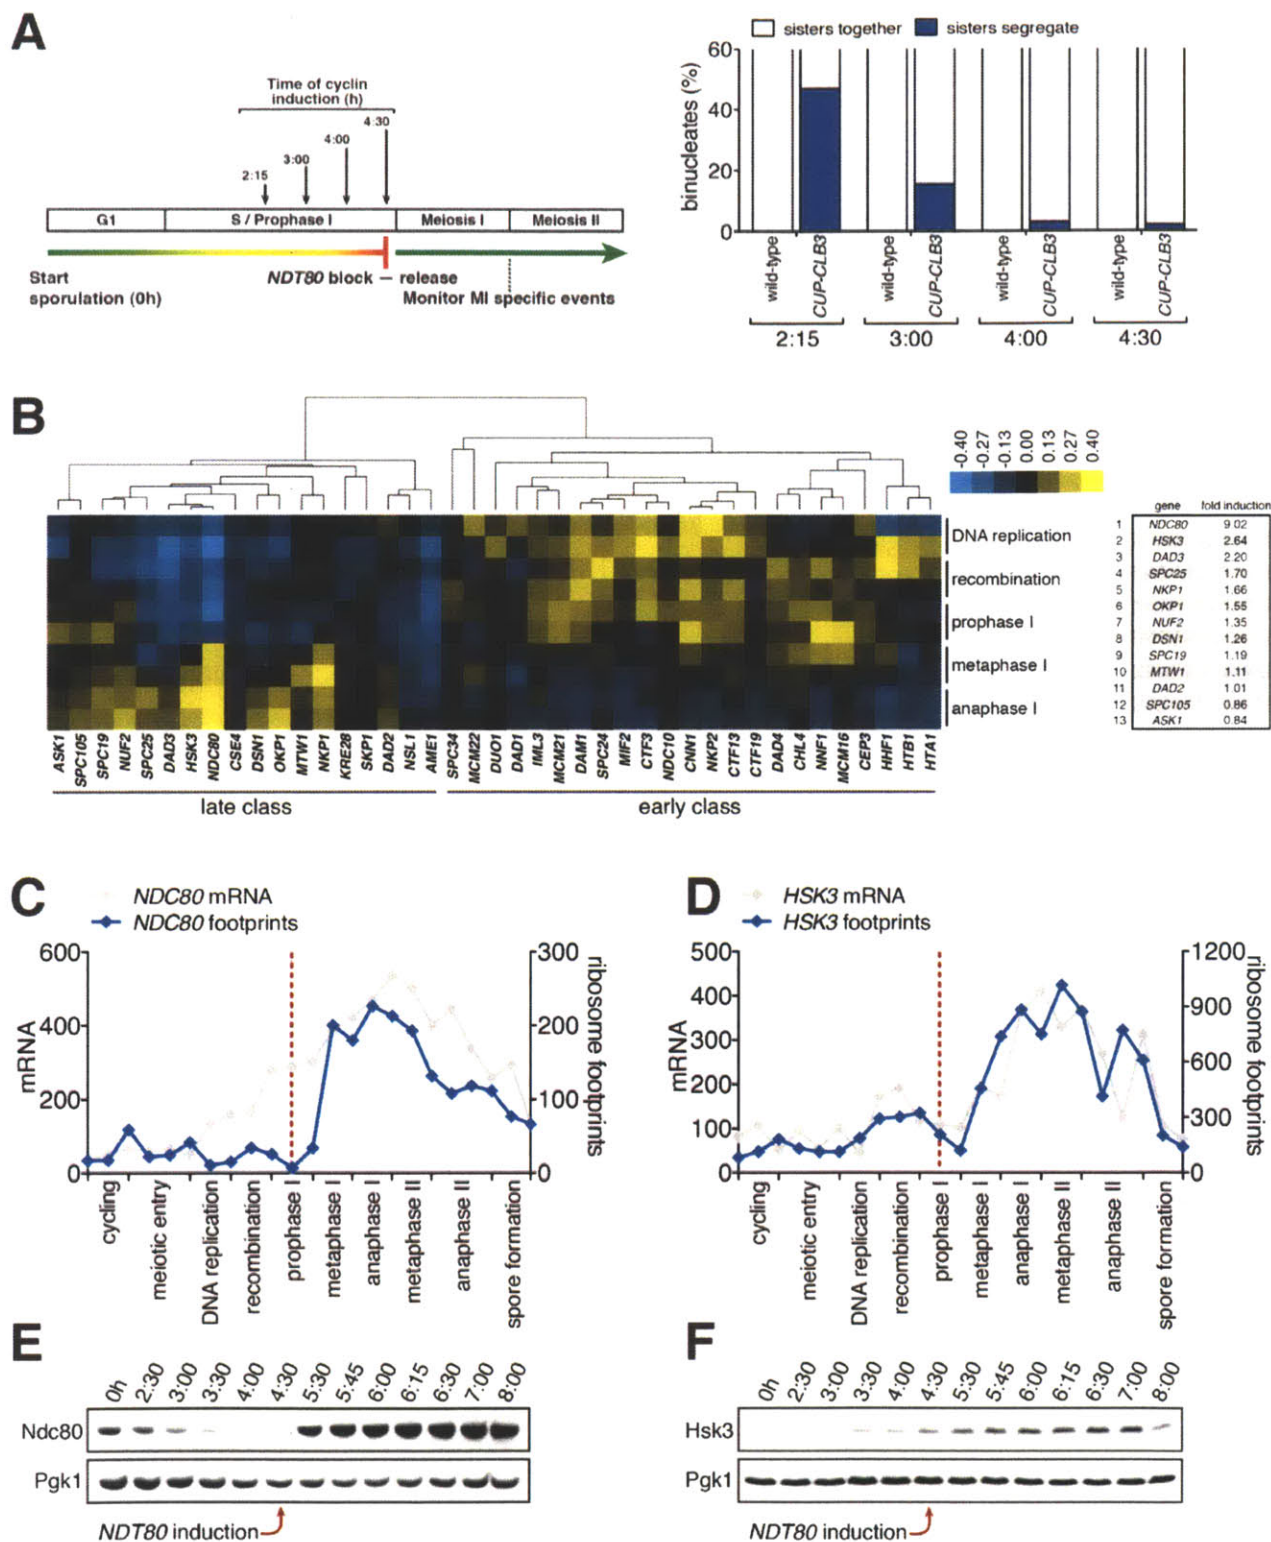 A
Time of cyclin
induction (h)
4:30
4:00
3:00
2:15
G1
S / Prophase I
Meiosis I
Meiosis II
NDT80 block – release
Start
sporulation (0h)
Monitor MI specific events
sisters together
sisters segregate
binucleates (%)
60
40
20
0
wild-type
CUP-CLB3
wild-type
CUP-CLB3
wild-type
CUP-CLB3
wild-type
CUP-CLB3
2:15
3:00
4:00
4:30
B
-0.40
-0.27
-0.13
0.00
0.13
0.27
0.40
DNA replication
recombination
prophase I
metaphase I
anaphase I
gene fold induction
1 NDC80 9.02
2 HSK3 2.64
3 DAD3 2.20
4 SPC25 1.70
5 NKP1 1.66
6 OKP1 1.55
7 NUF2 1.35
8 DSN1 1.26
9 SPC19 1.19
10 MTW1 1.11
11 DAD2 1.01
12 SPC105 0.86
13 ASK1 0.84
ASK1
SPC105
SPC19
NUF2
SPC25
DAD3
HSK3
NDC80
CSE4
DSN1
OKP1
MTW1
NKP1
KRE28
SKP1
DAD2
NSL1
AME1
SPC34
MCM22
DUO1
DAD1
IML3
MCM21
DAM1
SPC24
MIF2
CTF3
NDC10
CNN1
NKP2
CTF13
CTF19
DAD4
CHL4
NNF1
MCM16
CEP3
HHF1
HTB1
HTA1
late class
early class
C
NDC80 mRNA
NDC80 footprints
600
400
200
0
mRNA
300
200
100
0
ribosome footprints
cycling
meiotic entry
DNA replication
recombination
prophase I
metaphase I
anaphase I
metaphase II
anaphase II
spore formation
D
HSK3 mRNA
HSK3 footprints
500
400
300
200
100
0
mRNA
1200
900
600
300
0
ribosome footprints
cycling
meiotic entry
DNA replication
recombination
prophase I
metaphase I
anaphase I
metaphase II
anaphase II
spore formation
E
0h 2:30 3:00 3:30 4:00 4:30 5:30 5:45 6:00 6:15 6:30 7:00 8:00
Ndc80
Pgk1
NDT80 induction
F
0h 2:30 3:00 3:30 4:00 4:30 5:30 5:45 6:00 6:15 6:30 7:00 8:00
Hsk3
Pgk1
NDT80 induction